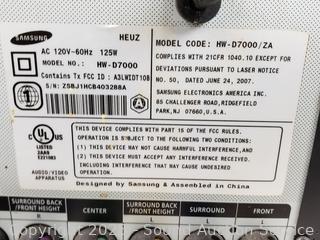 SAMSUNG HEUZ
AC 120V~60Hz 125W
MODEL NO.: HW-D7000
Contains Tx FCC ID : A3LWIDT10B
S/N: ZSBJ1HCB403288A
MODEL CODE: HW-D7000/ZA
COMPLIES WITH 21CFR 1040.10 EXCEPT FOR
DEVIATIONS PURSUANT TO LASER NOTICE
NO. 50, DATED JUNE 24, 2007.
SAMSUNG ELECTRONICS AMERICA INC.
85 CHALLENGER ROAD, RIDGEFIELD
PARK, NJ 07660, U.S.A.
UL
LISTED
2AA9
E221083
AUDIO/VIDEO
APPARATUS
THIS DEVICE COMPLIES WITH PART 15 OF THE FCC RULES.
OPERATION IS SUBJECT TO THE FOLLOWING TWO CONDITIONS:
(1) THIS DEVICE MAY NOT CAUSE HARMFUL INTERFERENCE, AND
(2) THIS DEVICE MUST ACCEPT ANY INTERFERENCE RECEIVED,
INCLUDING INTERFERENCE THAT MAY CAUSE UNDESIRED
OPERATION.
Designed by Samsung & Assembled in China
SURROUND BACK
/FRONT HEIGHT
R
CENTER
SURROUND BACK
/FRONT HEIGHT
L
SURROUND
L
FRONT
L